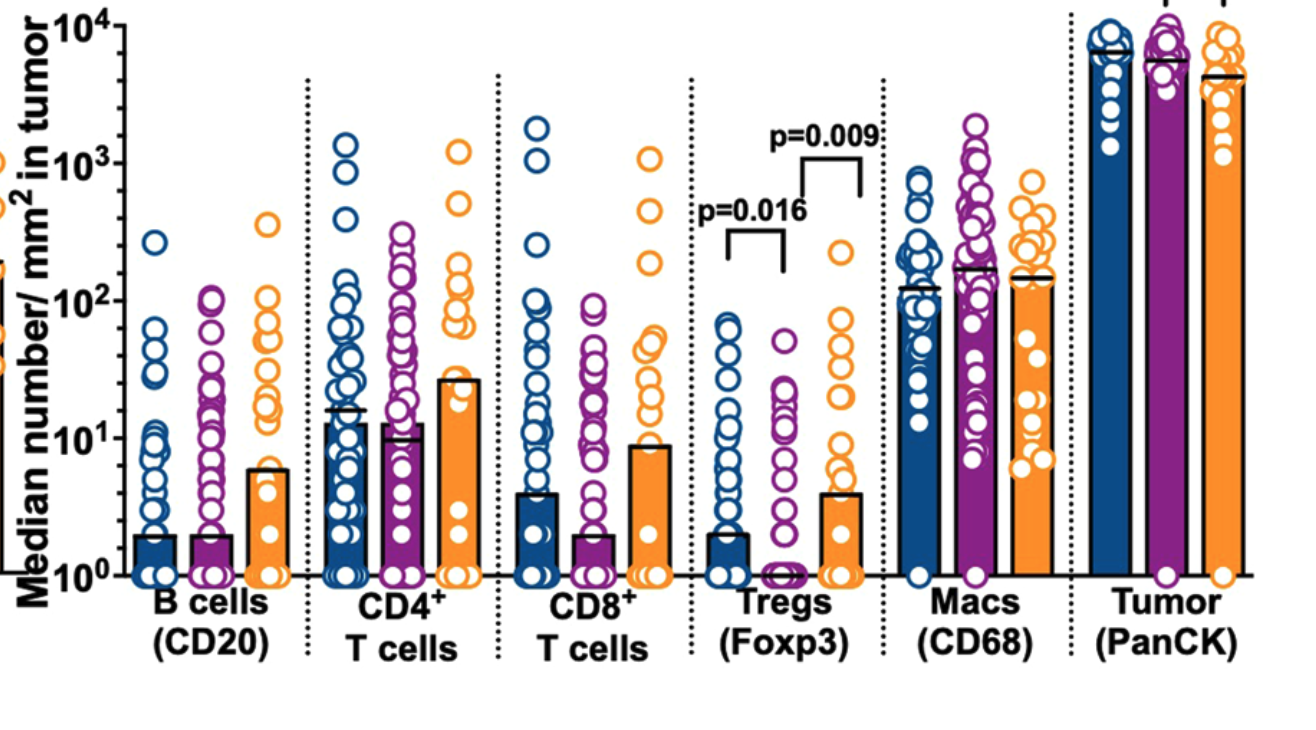 Median number/ mm² in tumor
10⁴
10³
10²
10¹
10⁰
p=0.016
p=0.009
B cells
(CD20)
CD4⁺
T cells
CD8⁺
T cells
Tregs
(Foxp3)
Macs
(CD68)
Tumor
(PanCK)